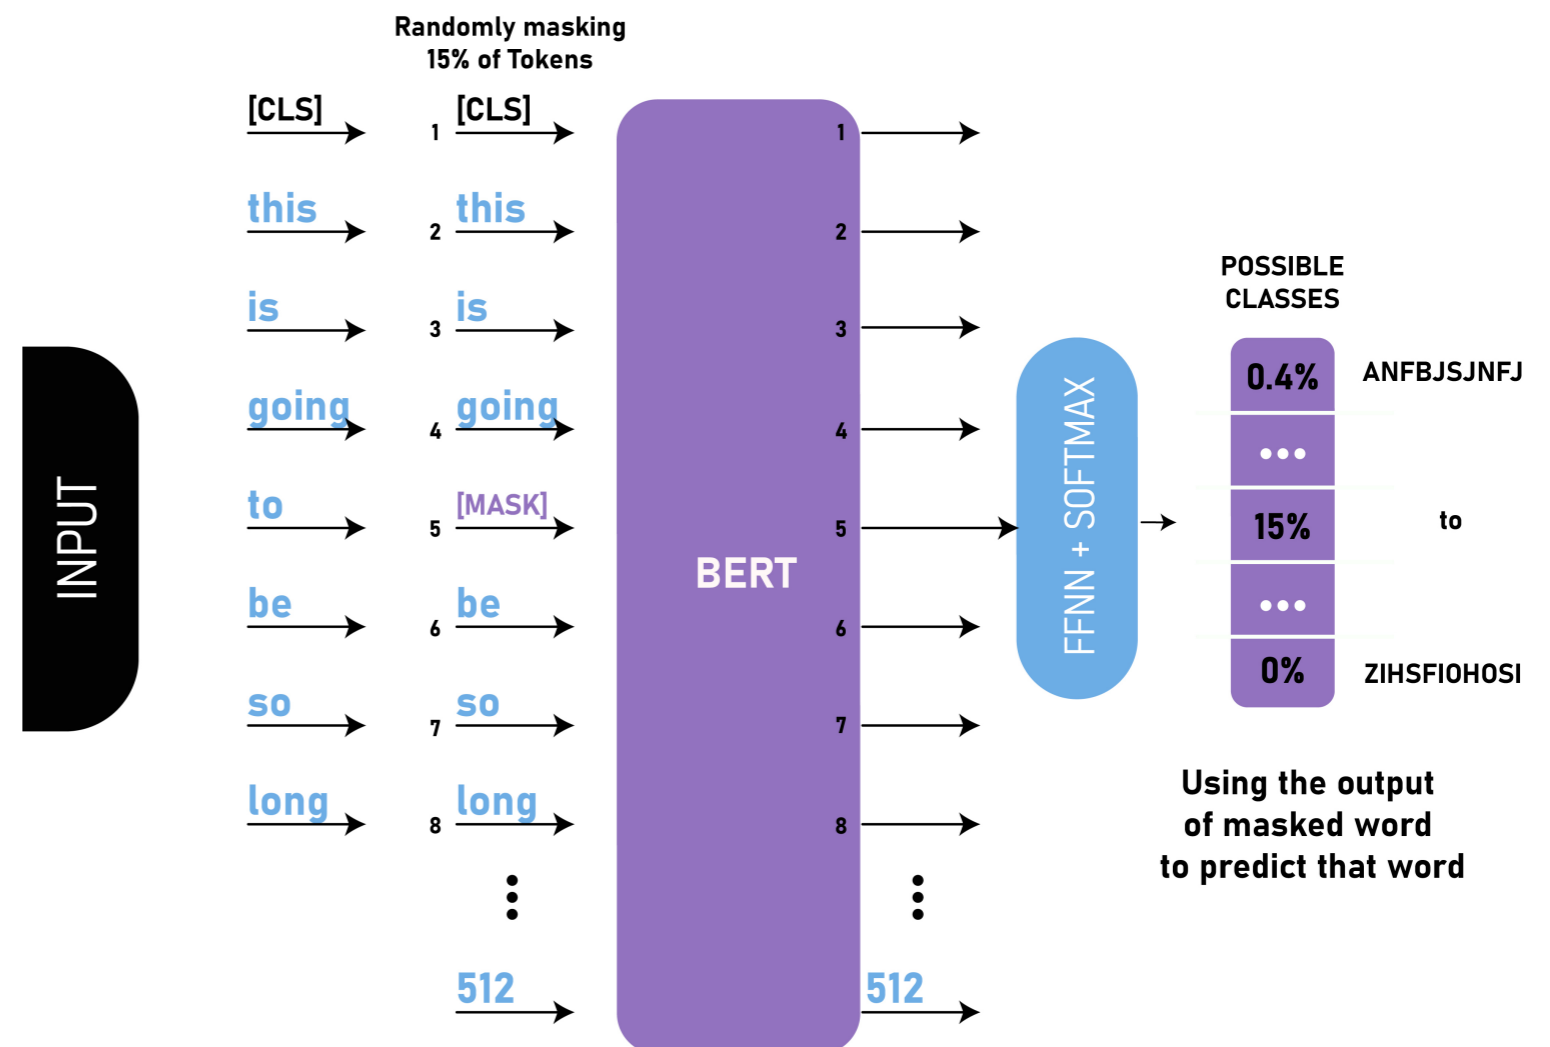 Randomly masking
15% of Tokens
INPUT
[CLS]
1 [CLS]
1
this
2 this
2
is
3 is
3
going
4 going
4
to
5 [MASK]
5
be
6 be
6
so
7 so
7
long
8 long
8
512
512
BERT
FFNN + SOFTMAX
POSSIBLE
CLASSES
0.4% ANFBJSJNFJ
...
15% to
...
0% ZIHSFIOHOSI
Using the output
of masked word
to predict that word